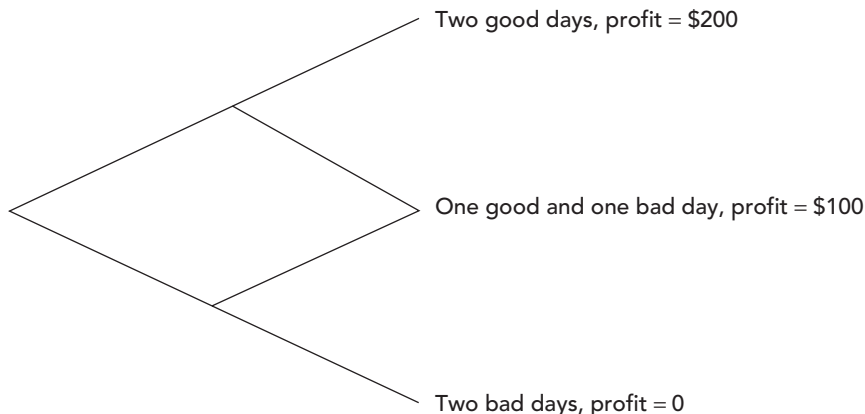 Two good days, profit = $200
One good and one bad day, profit = $100
Two bad days, profit = 0